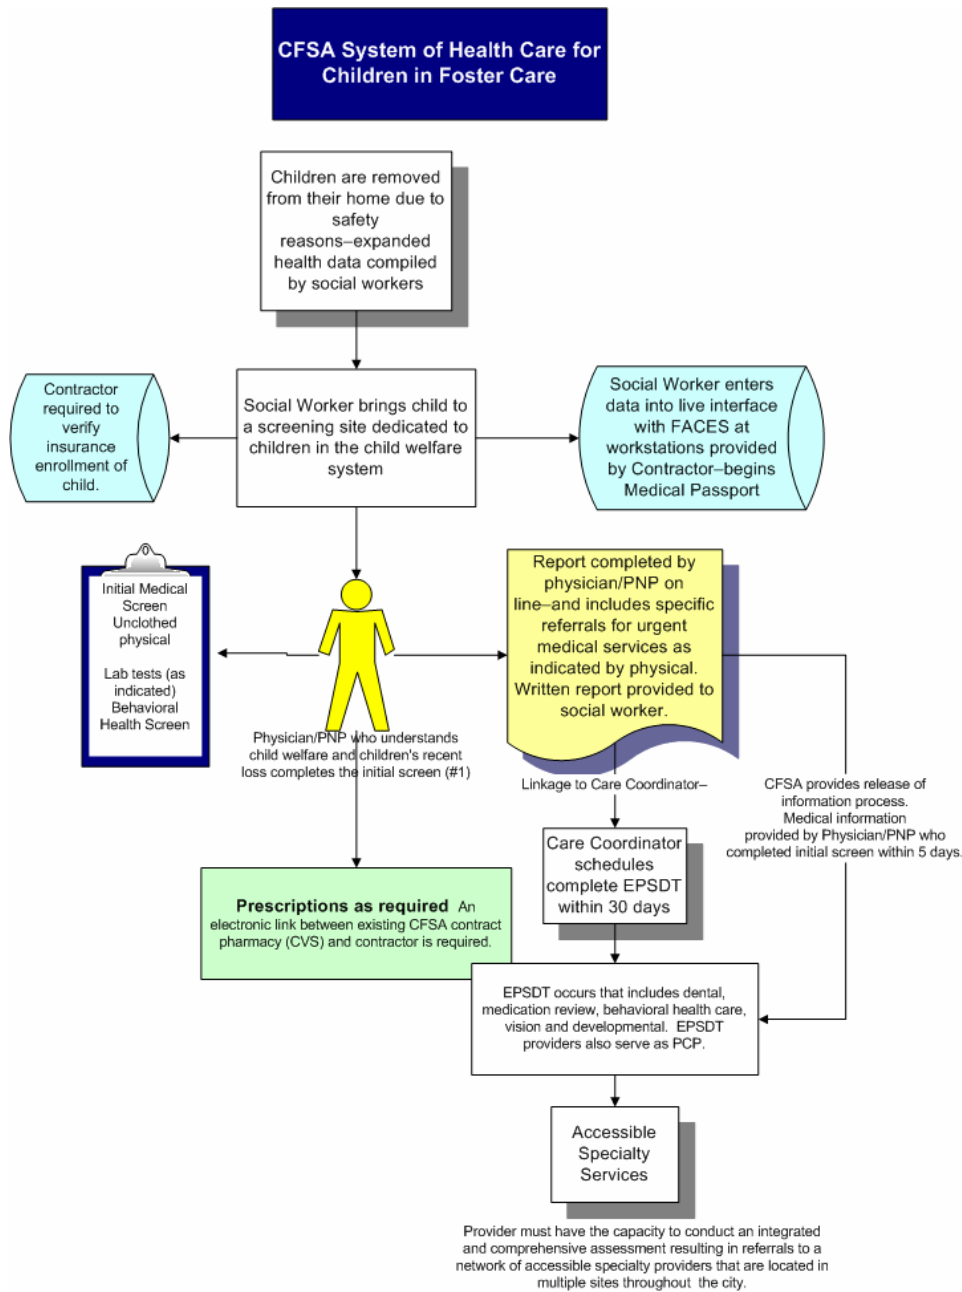 CFSA System of Health Care for
Children in Foster Care
Children are removed
from their home due to
safety
reasons–expanded
health data compiled
by social workers
Contractor
required to
verify
insurance
enrollment of
child.
Social Worker brings child to
a screening site dedicated to
children in the child welfare
system
Social Worker enters
data into live interface
with FACES at
workstations provided
by Contractor–begins
Medical Passport
Initial Medical
Screen
Unclothed
physical
Lab tests (as
indicated)
Behavioral
Health Screen
Physician/PNP who understands
child welfare and children's recent
loss completes the initial screen (#1)
Report completed by
physician/PNP on
line–and includes specific
referrals for urgent
medical services as
indicated by physical.
Written report provided to
social worker.
Linkage to Care Coordinator–
CFSA provides release of
information process.
Medical information
provided by Physician/PNP who
completed initial screen within 5 days.
Care Coordinator
schedules
complete EPSDT
within 30 days
Prescriptions as required An
electronic link between existing CFSA contract
pharmacy (CVS) and contractor is required.
EPSDT occurs that includes dental,
medication review, behavioral health care,
vision and developmental. EPSDT
providers also serve as PCP.
Accessible
Specialty
Services
Provider must have the capacity to conduct an integrated
and comprehensive assessment resulting in referrals to a
network of accessible specialty providers that are located in
multiple sites throughout the city.